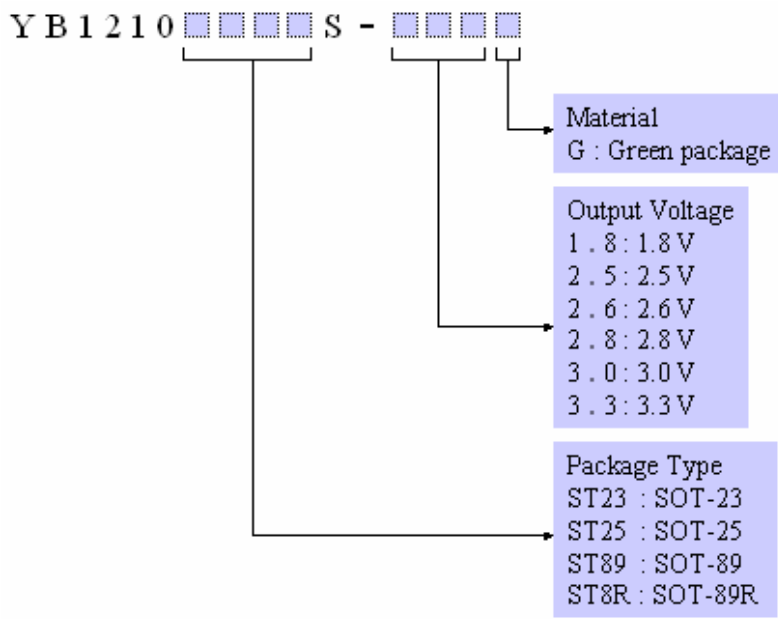 YB1210 S -
Material
G : Green package
Output Voltage
1 . 8 : 1.8 V
2 . 5 : 2.5 V
2 . 6 : 2.6 V
2 . 8 : 2.8 V
3 . 0 : 3.0 V
3 . 3 : 3.3 V
Package Type
ST23 : SOT-23
ST25 : SOT-25
ST89 : SOT-89
ST8R : SOT-89R